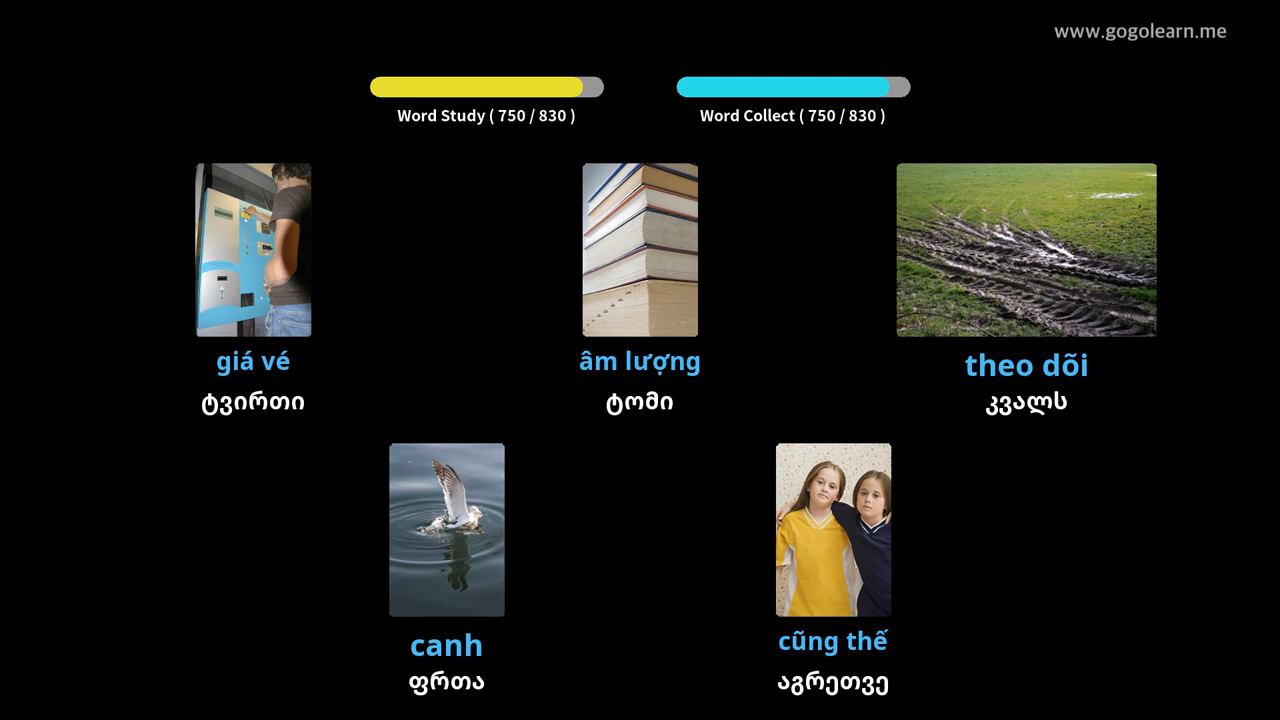 www.gogolearn.me
Word Study ( 750 / 830 )
Word Collect ( 750 / 830 )
giá vé
ტვირთი
âm lượng
ტომი
theo dõi
კვალს
canh
ფრთა
cũng thế
აგრეთვე